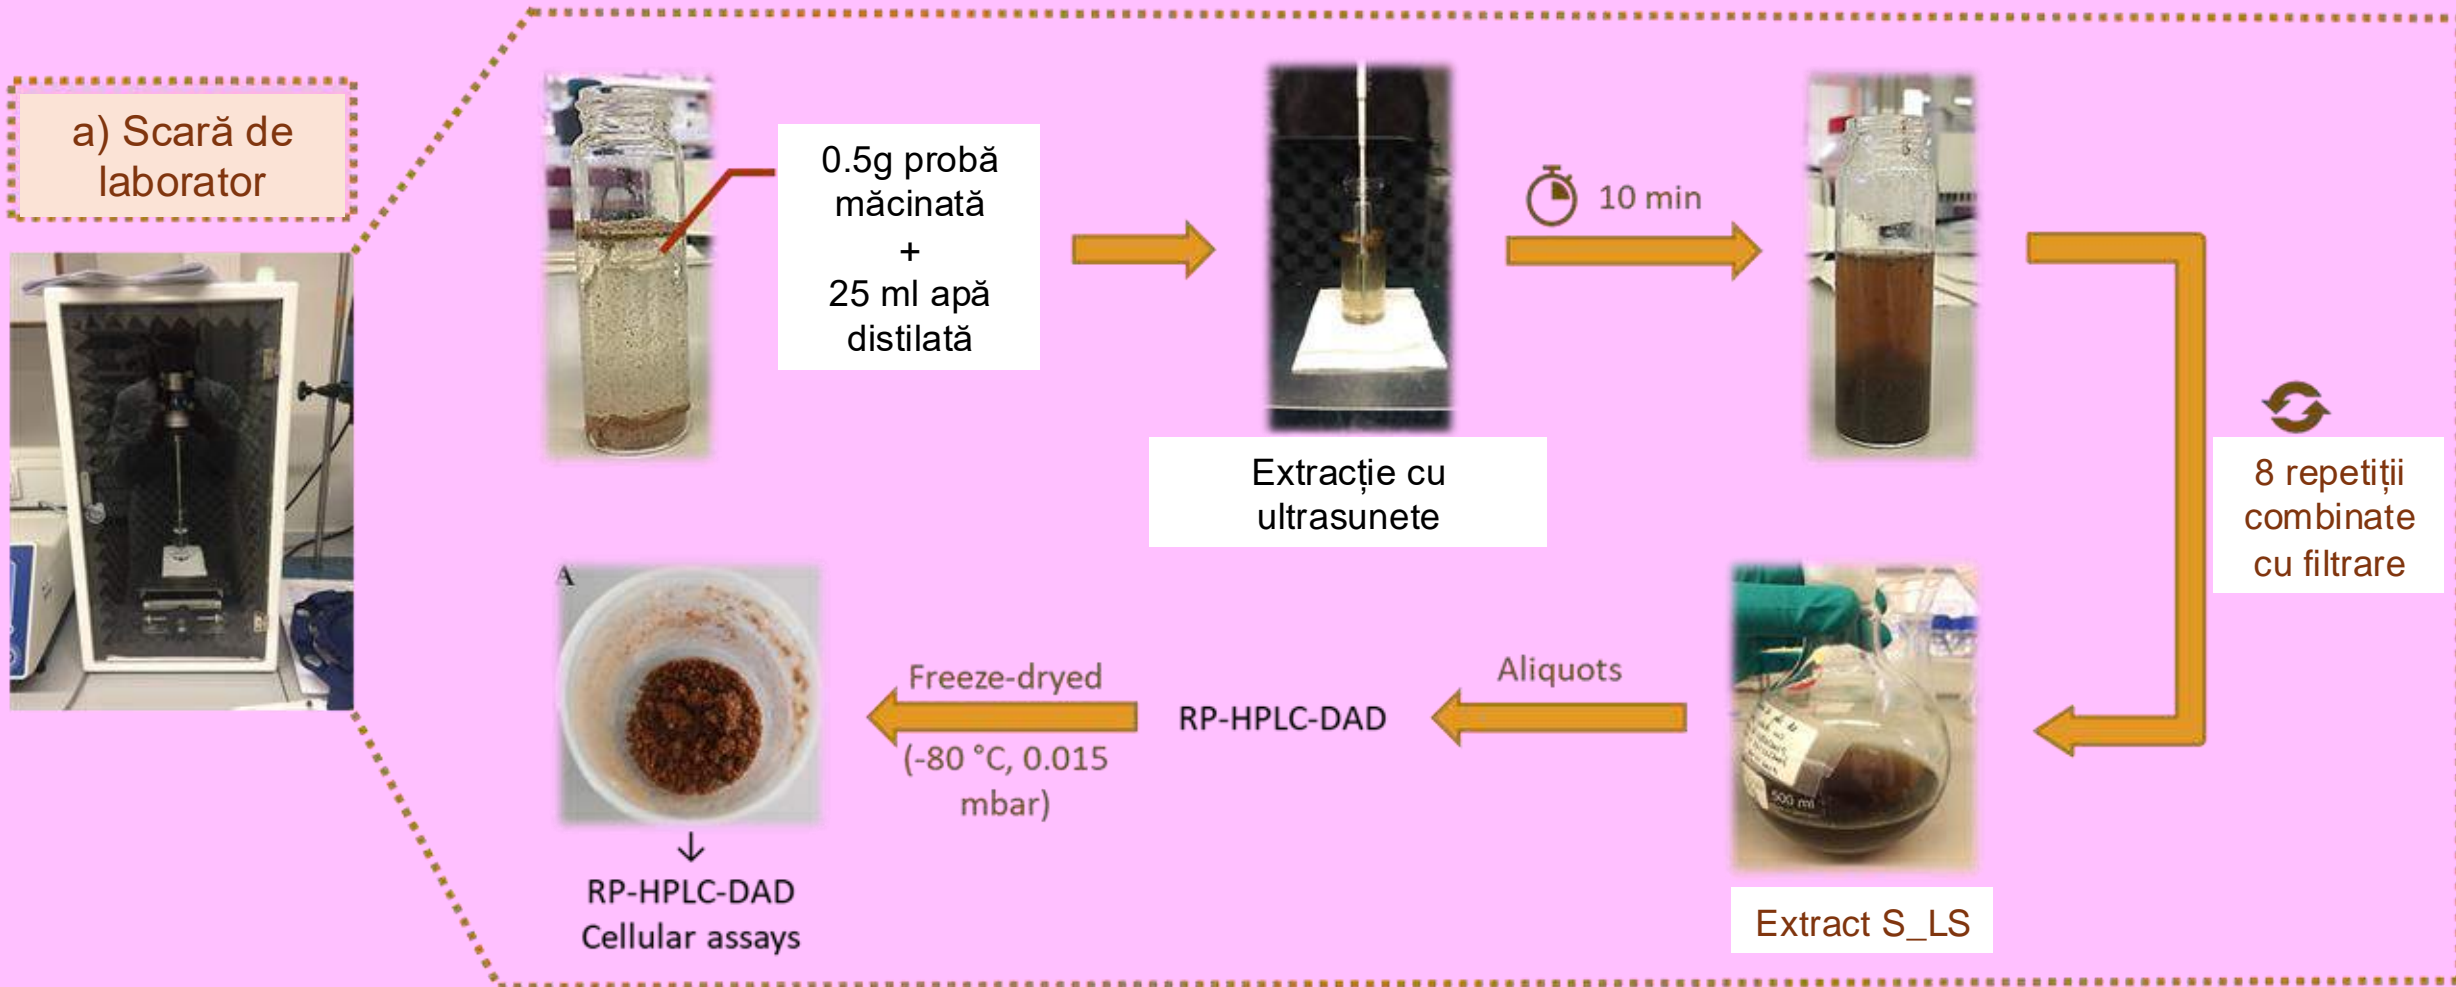 a) Scară de
laborator
0.5g probă
măcinată
+
25 ml apă
distilată
Extracție cu
ultrasunete
10 min
8 repetiții
combinate
cu filtrare
Extract S_LS
500 ml
Aliquots
RP-HPLC-DAD
Freeze-dryed
(-80 °C, 0.015
mbar)
A
RP-HPLC-DAD
Cellular assays